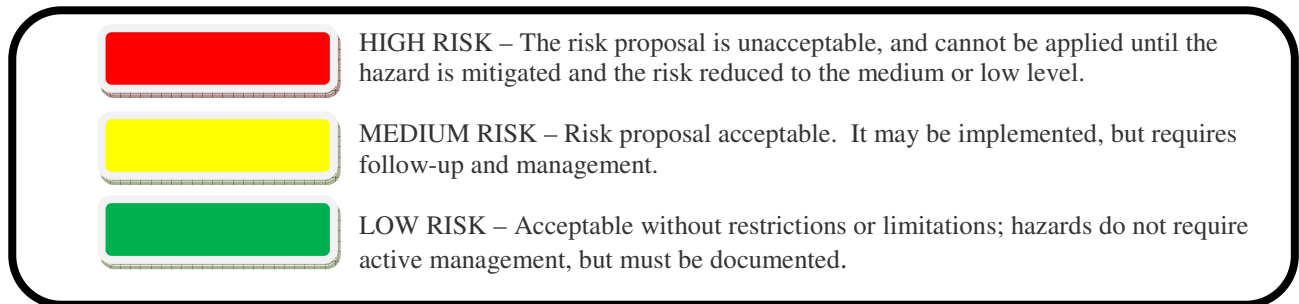 HIGH RISK – The risk proposal is unacceptable, and cannot be applied until the
hazard is mitigated and the risk reduced to the medium or low level.
MEDIUM RISK – Risk proposal acceptable.  It may be implemented, but requires
follow-up and management.
LOW RISK – Acceptable without restrictions or limitations; hazards do not require
active management, but must be documented.